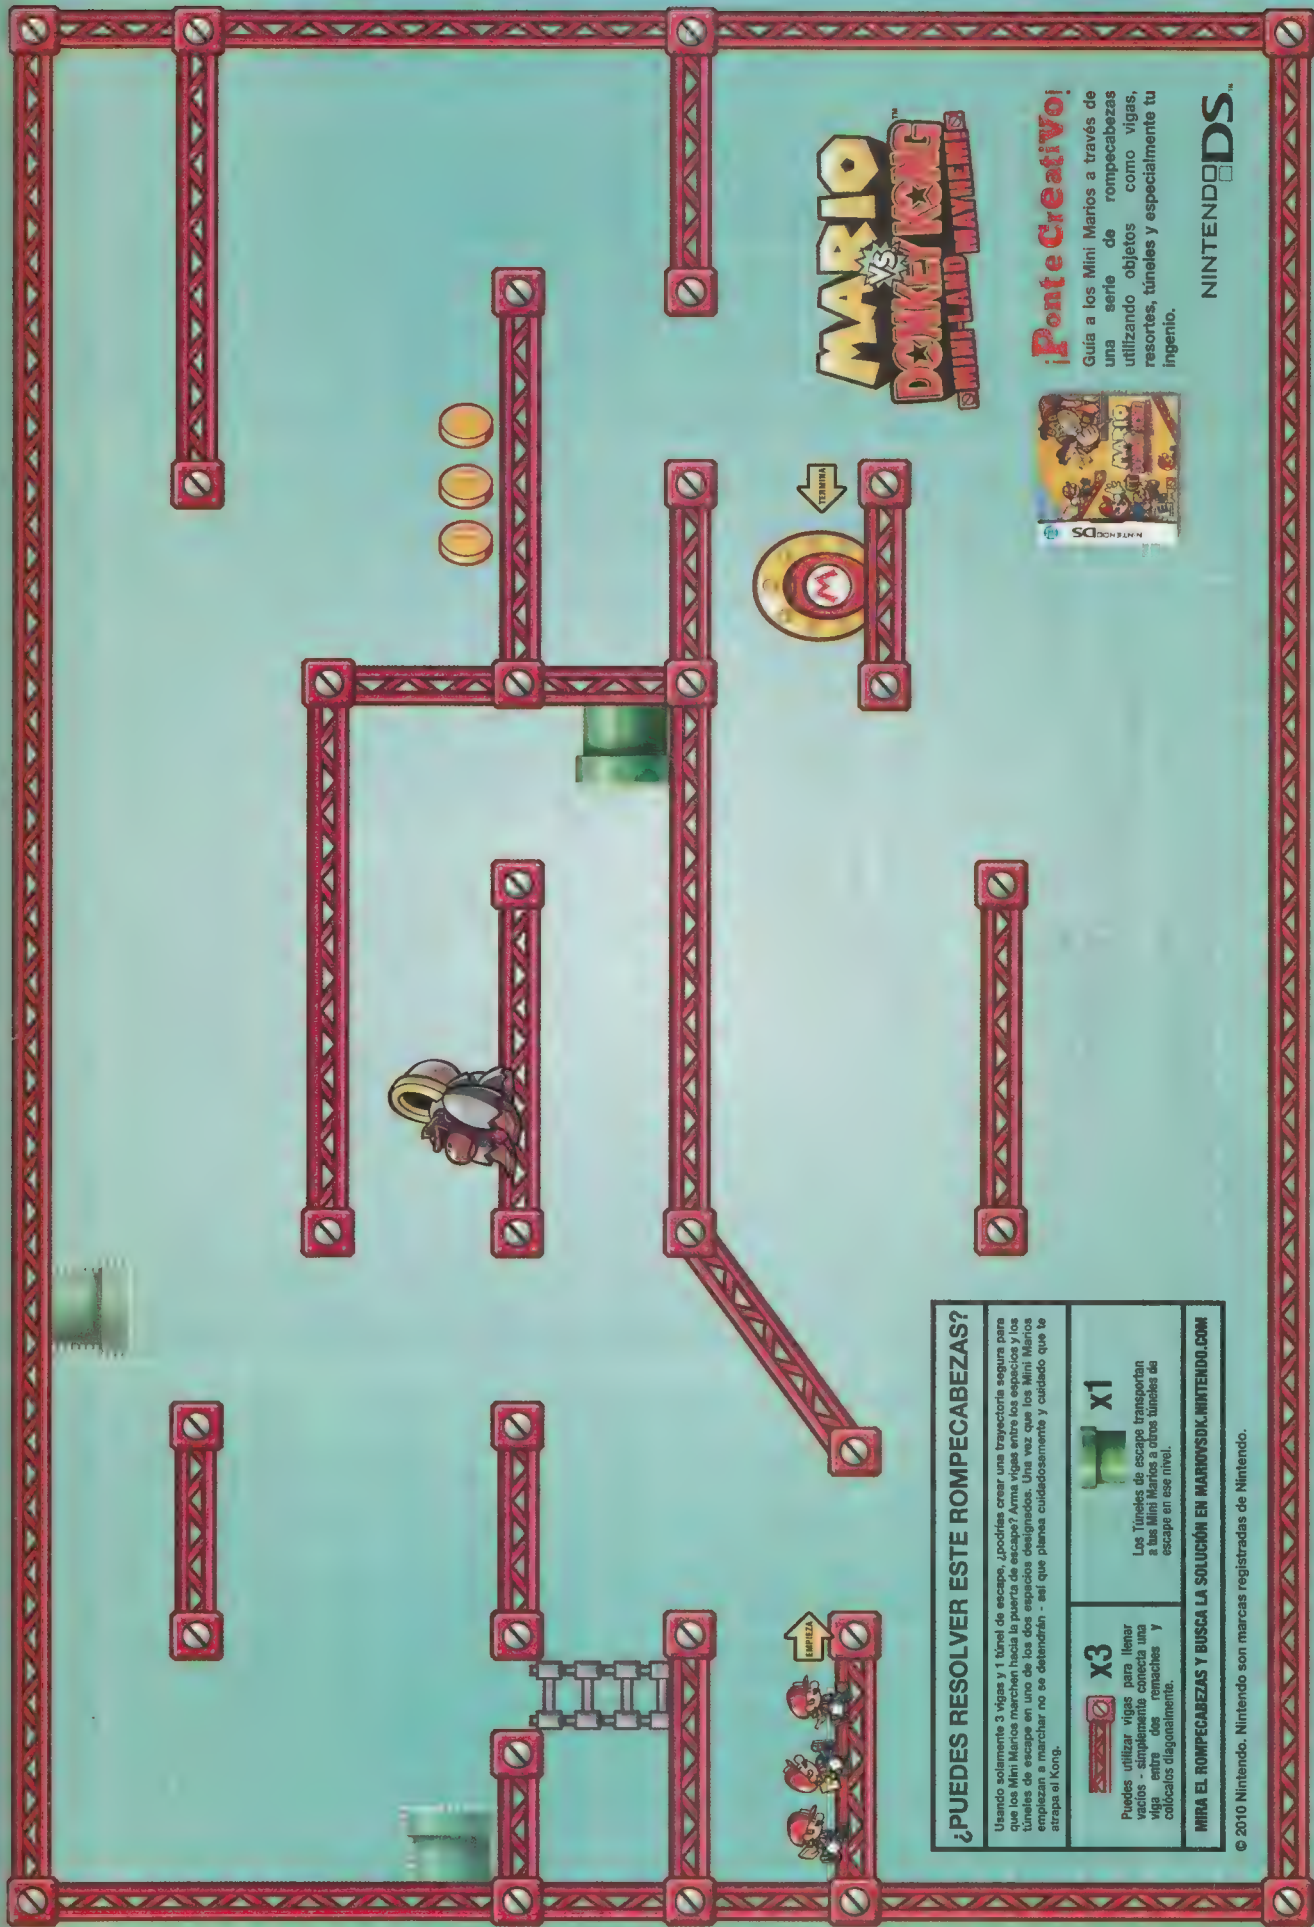 EMPIEZA
¿PUEDES RESOLVER ESTE ROMPECABEZAS?
Usando solamente 3 vigas y 1 túnel de escape, ¿podrías crear una trayectoria segura para
que los Mini Marios marchen hacia la puerta de escape? Arma vigas entre los espacios y los
túneles de escape en uno de los dos espacios designados. Una vez que los Mini Marios
empiezan a marchar no se detendrán - así que planea cuidadosamente y cuidado que te
atrapa el Kong.
X3
Puedes utilizar vigas para llenar
vacíos - simplemente conecta una
viga entre dos remaches y
colócalos diagonalmente.
X1
Los Túneles de escape transportan
a tus Mini Marios a otros túneles de
escape en ese nivel.
MIRA EL ROMPECABEZAS Y BUSCA LA SOLUCIÓN EN MARIOVSDK.NINTENDO.COM
© 2010 Nintendo. Nintendo son marcas registradas de Nintendo.
M
TERMINA
MARIO
VS
DONKEY KONG™
MINI-LAND MAYHEM!
NINTENDO DS
MARIO
¡Ponte Creativo!
Guía a los Mini Marios a través de
una serie de rompecabezas
utilizando objetos como vigas,
resortes, túneles y especialmente tu
ingenio.
NINTENDO DS™